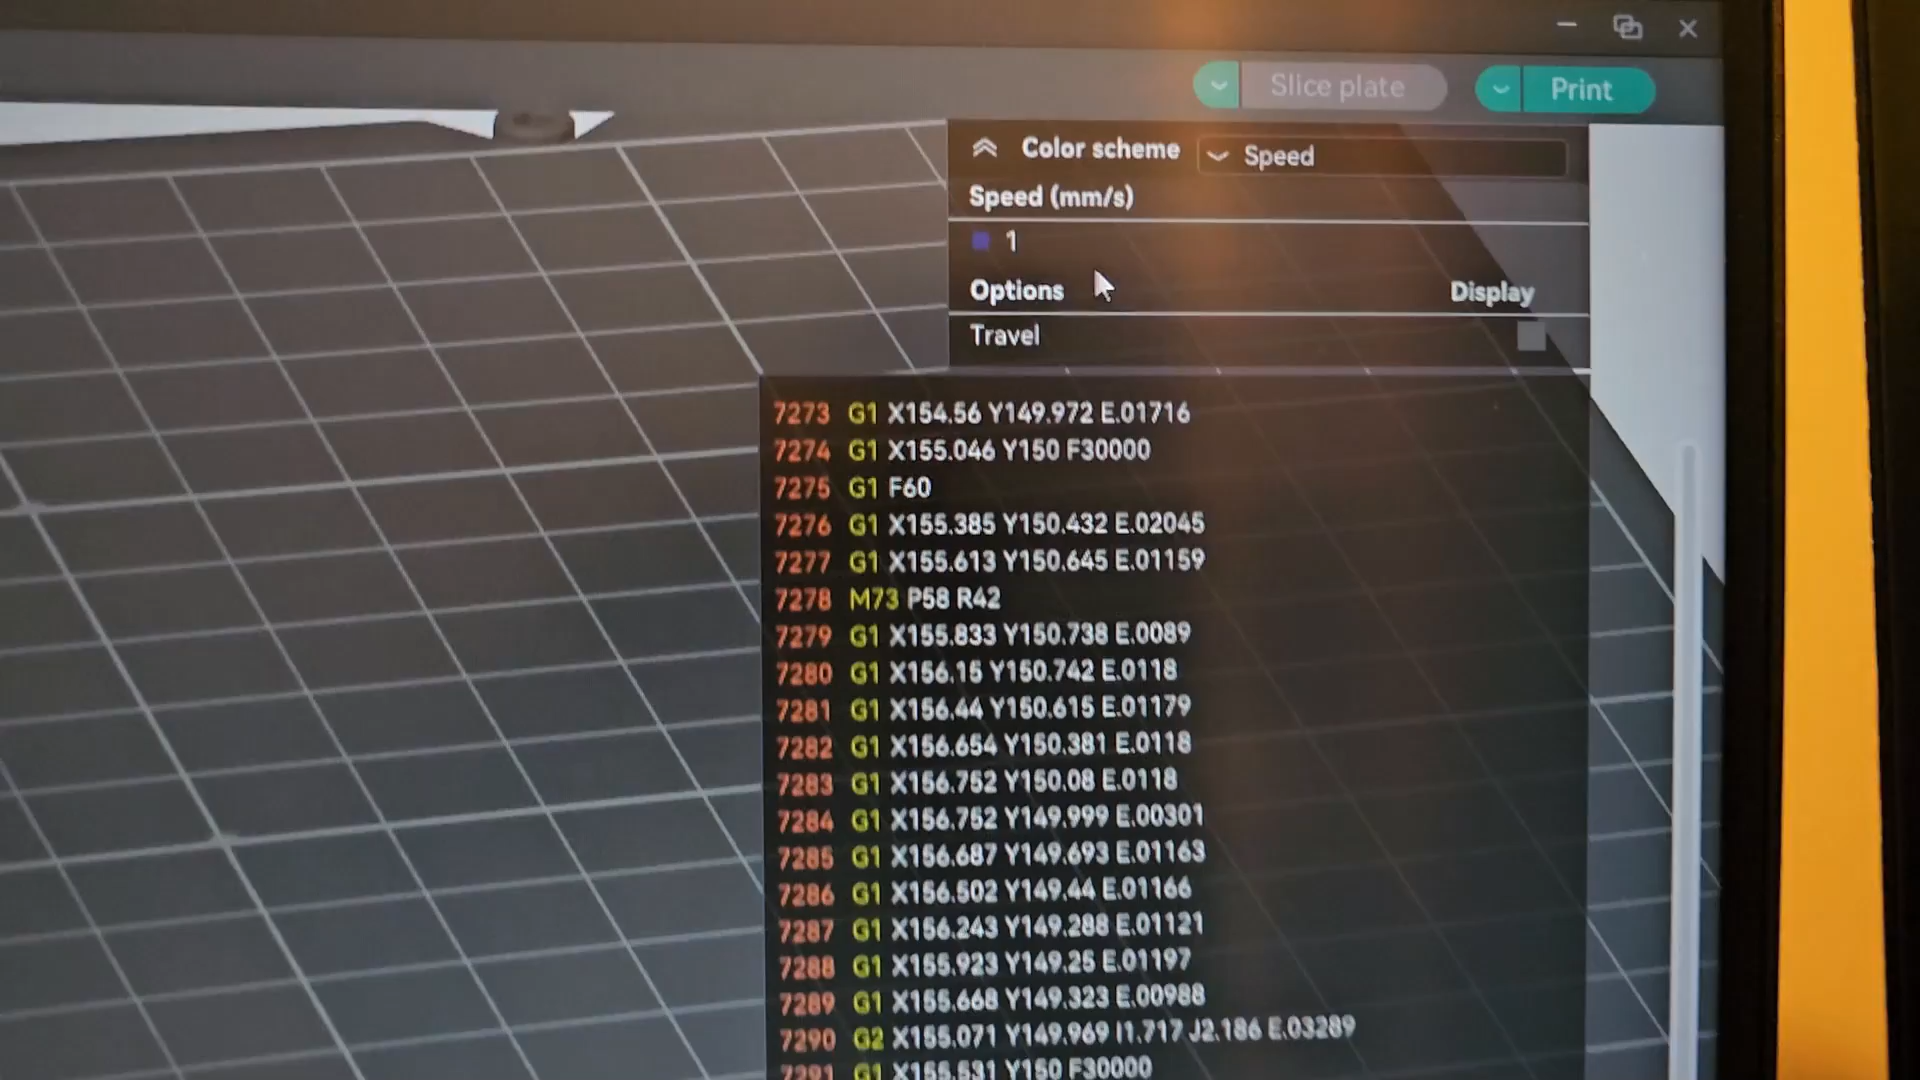 Slice plate
Print
Color scheme
Speed
Speed (mm/s)
1
Options
Display
Travel
7273 G1 X154.56 Y149.972 E.01716
7274 G1 X155.046 Y150 F30000
7275 G1 F60
7276 G1 X155.385 Y150.432 E.02045
7277 G1 X155.613 Y150.645 E.01159
7278 M73 P58 R42
7279 G1 X155.833 Y150.738 E.0089
7280 G1 X156.15 Y150.742 E.0118
7281 G1 X156.44 Y150.615 E.01179
7282 G1 X156.654 Y150.381 E.0118
7283 G1 X156.752 Y150.08 E.0118
7284 G1 X156.752 Y149.999 E.00301
7285 G1 X156.687 Y149.693 E.01163
7286 G1 X156.502 Y149.44 E.01166
7287 G1 X156.243 Y149.288 E.01121
7288 G1 X155.923 Y149.25 E.01197
7289 G1 X155.668 Y149.323 E.00988
7290 G2 X155.071 Y149.969 I1.717 J2.186 E.03289
7291 G1 X155.531 Y150 F30000